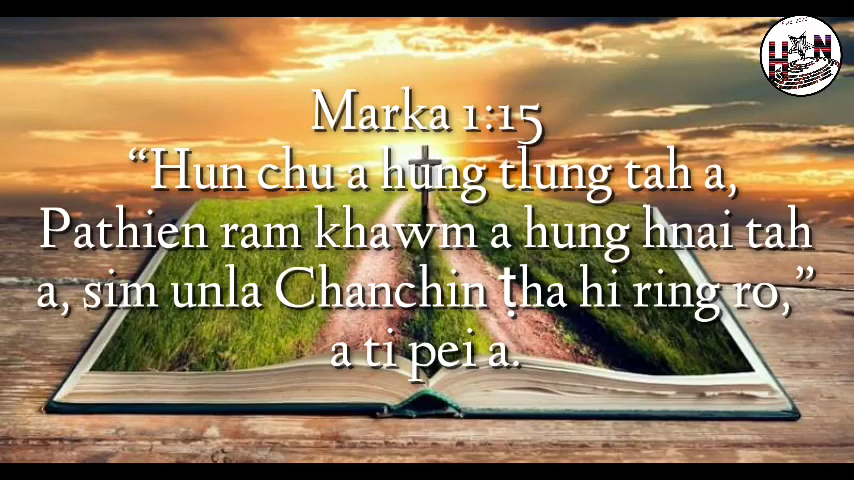 Marka 1:15
“Hun chu a hung tlung tah a,
Pathien ram khawm a hung hnai tah
a, sim unla Chanchin ṭha hi ring ro,”
a ti pei a.
H N